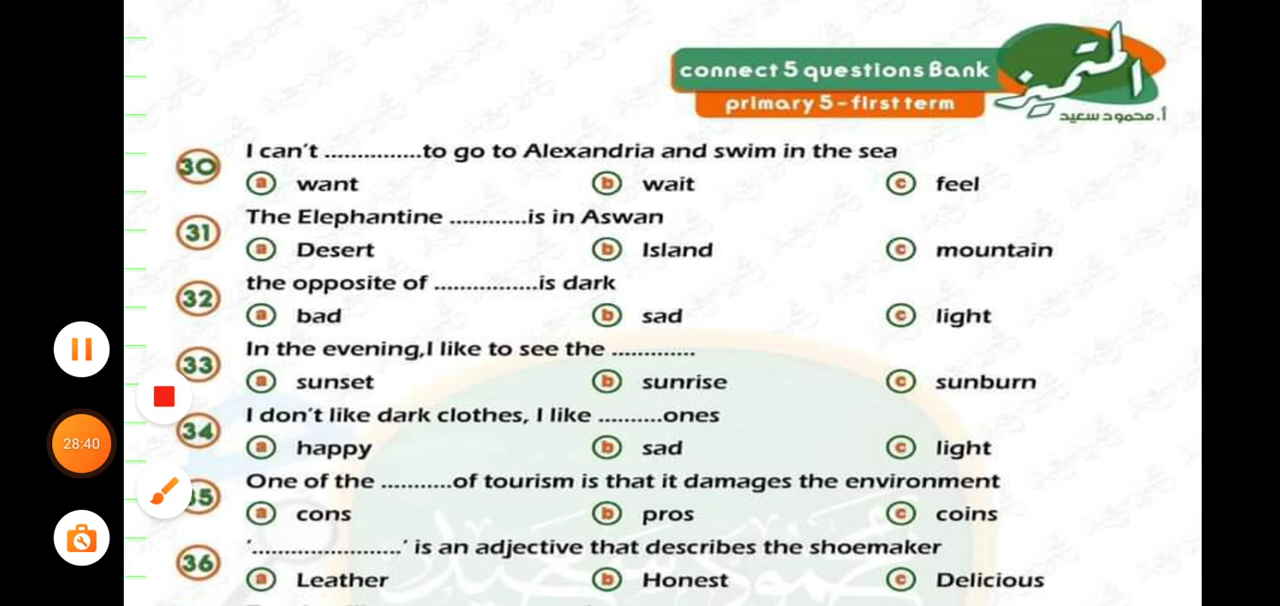 connect 5 questions Bank
primary 5 - first term
المتميز
أ. محمود سعيد
30 I can't ...............to go to Alexandria and swim in the sea
a want b wait c feel
31 The Elephantine ............is in Aswan
a Desert b Island c mountain
32 the opposite of ................is dark
a bad b sad c light
33 In the evening,I like to see the .............
a sunset b sunrise c sunburn
34 I don't like dark clothes, I like ..........ones
a happy b sad c light
35 One of the ...........of tourism is that it damages the environment
a cons b pros c coins
36 '.......................' is an adjective that describes the shoemaker
a Leather b Honest c Delicious
28:40
محمود سعيد